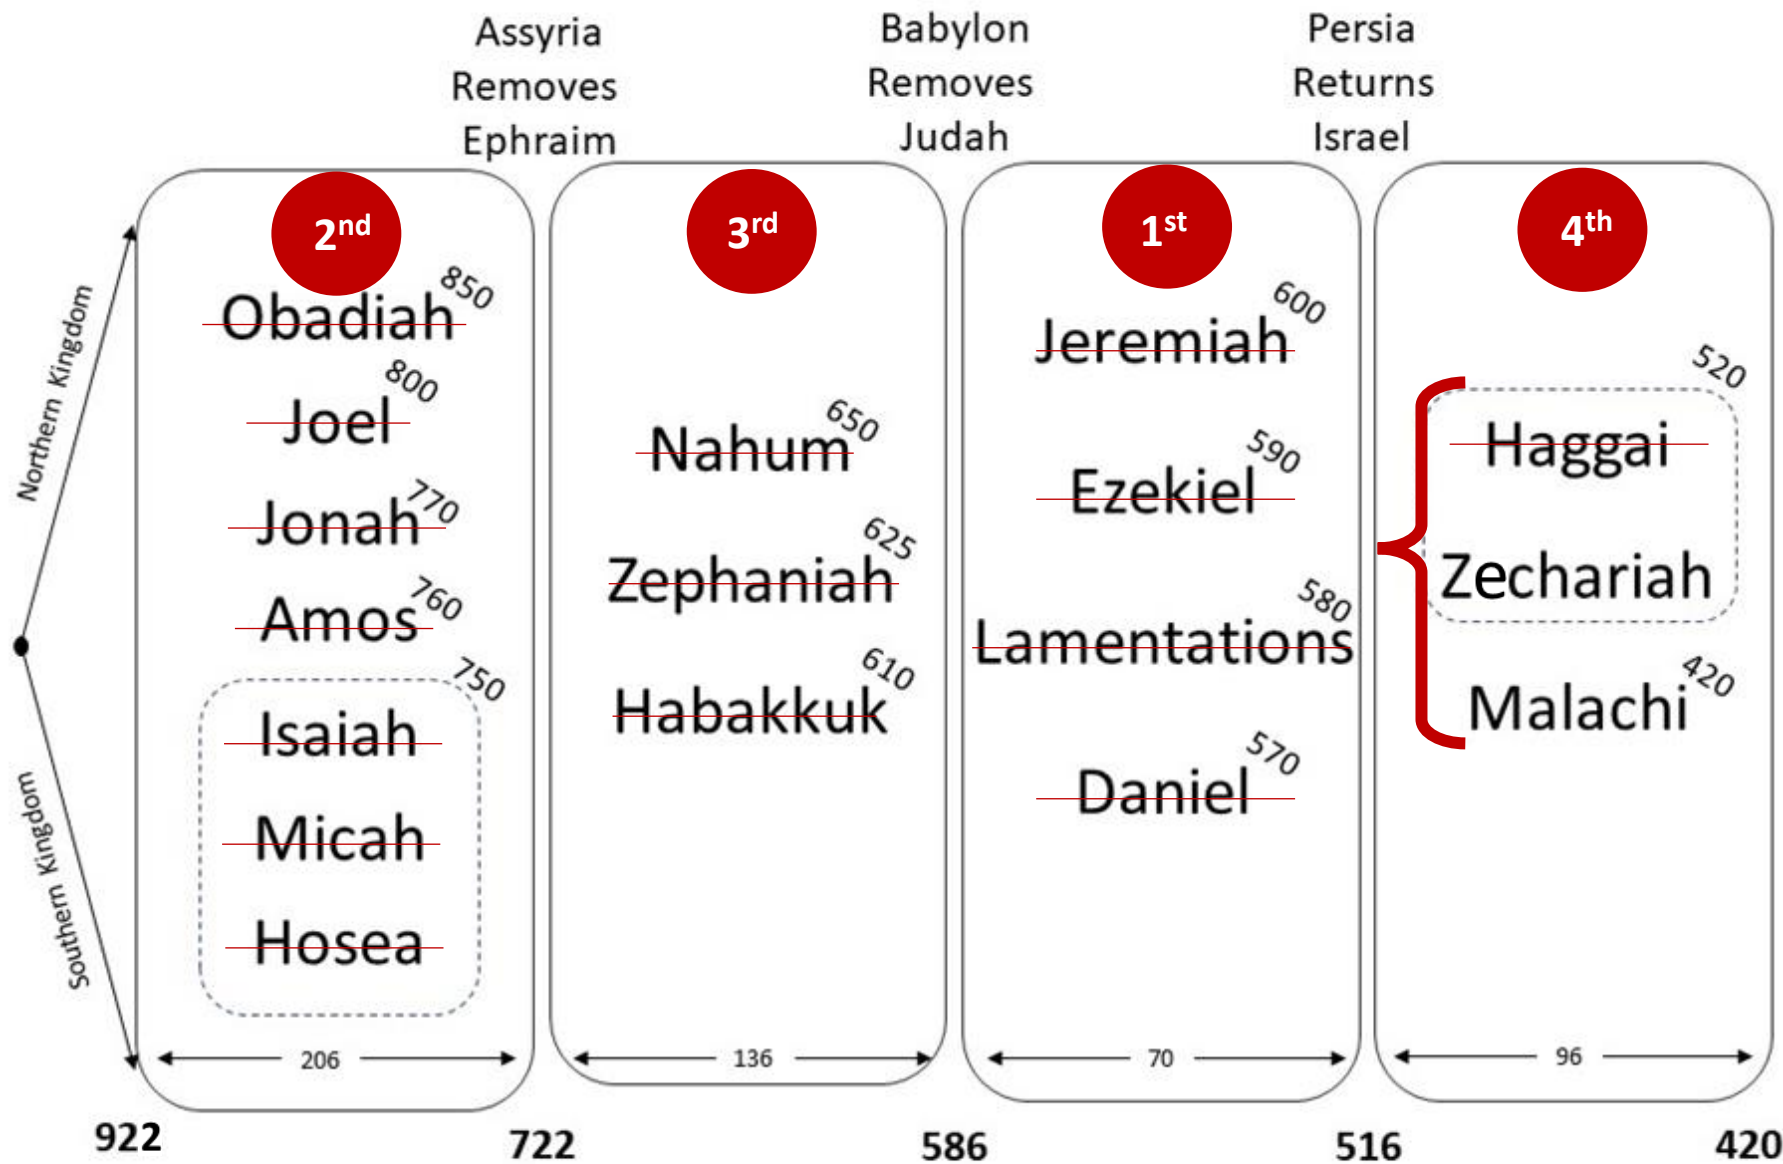 Assyria
Removes
Ephraim
Babylon
Removes
Judah
Persia
Returns
Israel
Northern Kingdom
Southern Kingdom
2nd
Obadiah 850
Joel 800
Jonah 770
Amos 760
750
Isaiah
Micah
Hosea
206
3rd
Nahum 650
Zephaniah 625
Habakkuk 610
136
1st
Jeremiah 600
Ezekiel 590
Lamentations 580
Daniel 570
70
4th
520
Haggai
Zechariah
Malachi 420
96
922
722
586
516
420